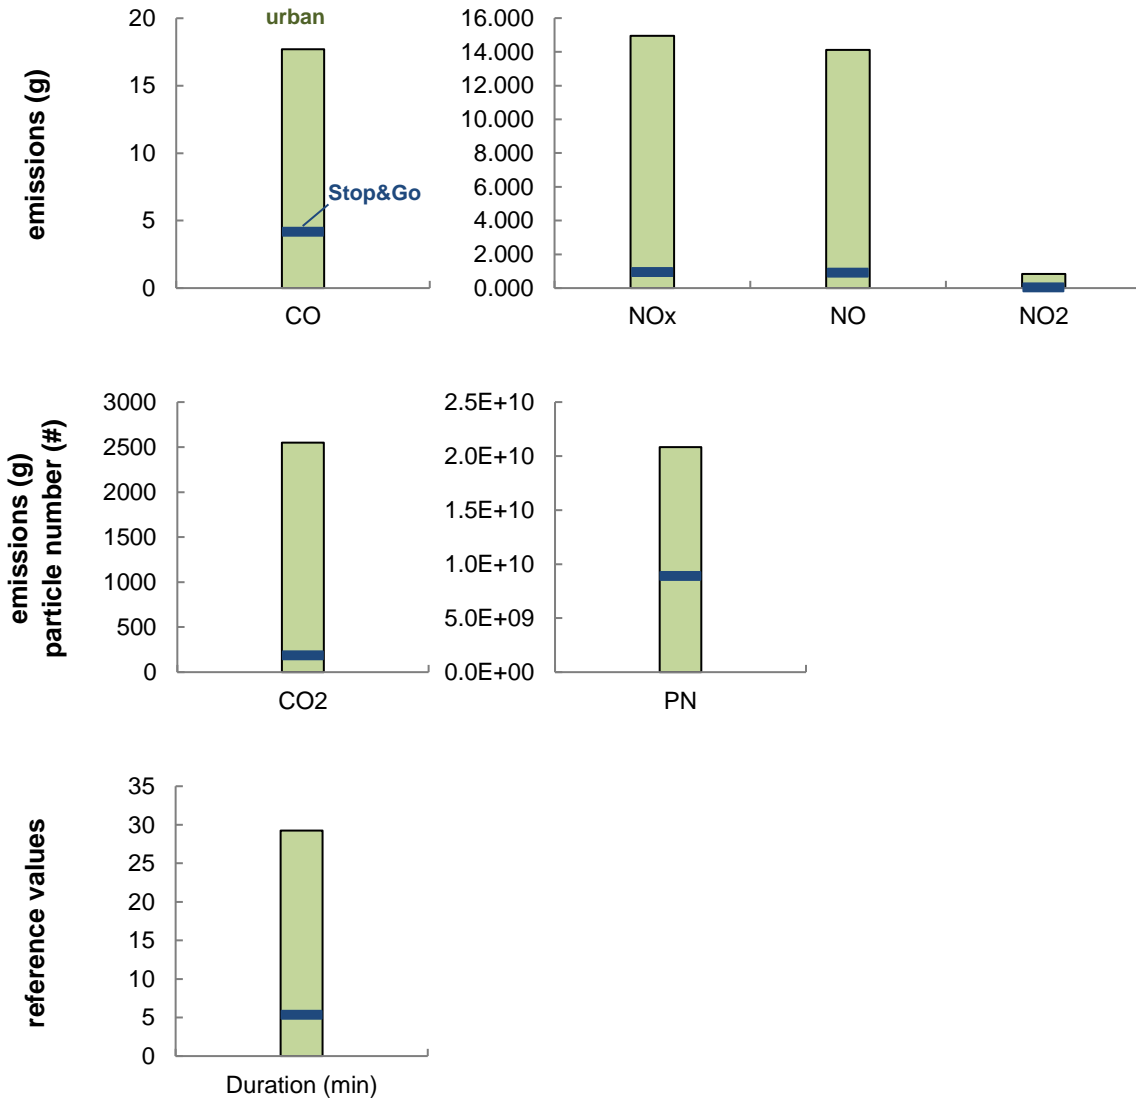 emissions (g)
urban
20
15
10
5
0
Stop&Go
CO
16.000
14.000
12.000
10.000
8.000
6.000
4.000
2.000
0.000
NOx NO NO2
emissions (g)
particle number (#)
3000
2500
2000
1500
1000
500
0
CO2
2.5E+10
2.0E+10
1.5E+10
1.0E+10
5.0E+09
0.0E+00
PN
reference values
35
30
25
20
15
10
5
0
Duration (min)